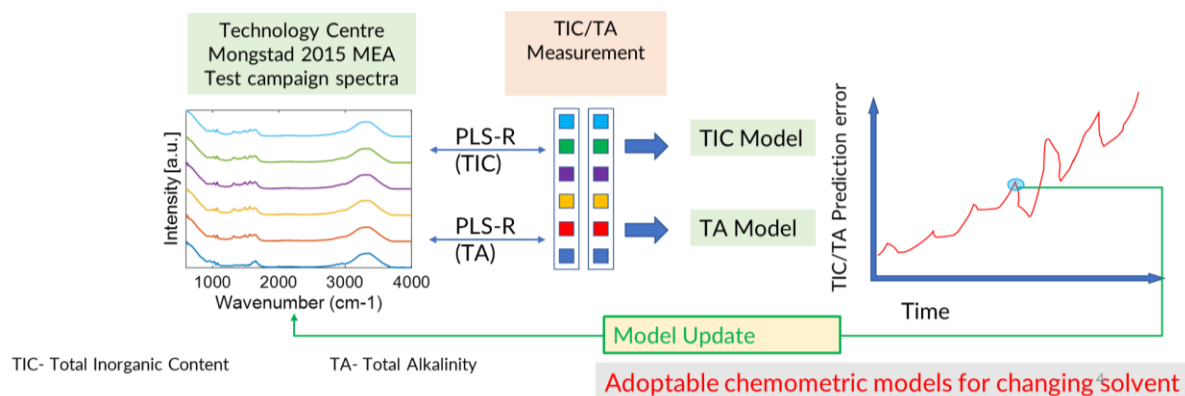 Technology Centre
Mongstad 2015 MEA
Test campaign spectra
TIC/TA
Measurement
Intensity [a.u.]
1000 2000 3000 4000
Wavenumber (cm-1)
PLS-R
(TIC)
PLS-R
(TA)
TIC Model
TA Model
TIC/TA Prediction error
Time
Model Update
TIC- Total Inorganic Content
TA- Total Alkalinity
Adoptable chemometric models for changing solvent
4